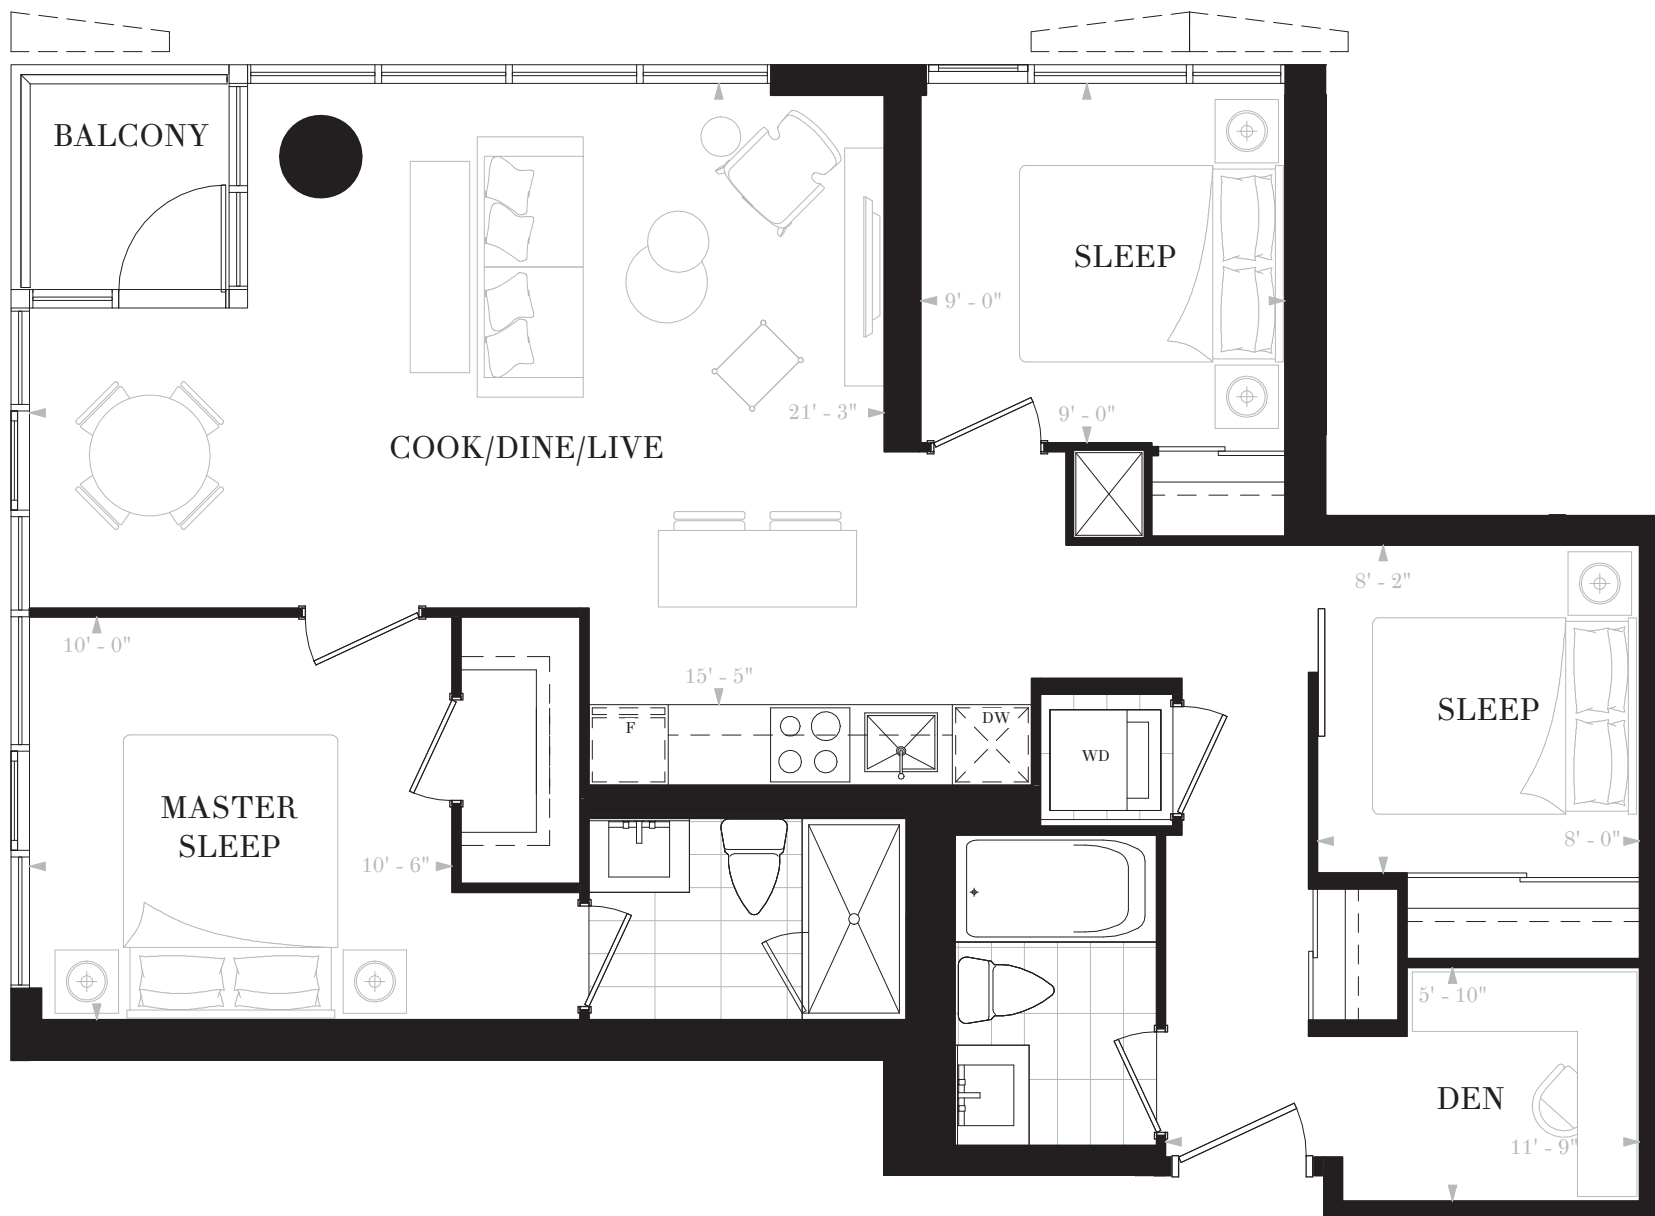 BALCONY
SLEEP
9' - 0"
9' - 0"
21' - 3"
COOK/DINE/LIVE
8' - 2"
10' - 0"
15' - 5"
F
DW
WD
SLEEP
MASTER
SLEEP
10' - 6"
8' - 0"
5' - 10"
DEN
11' - 9"